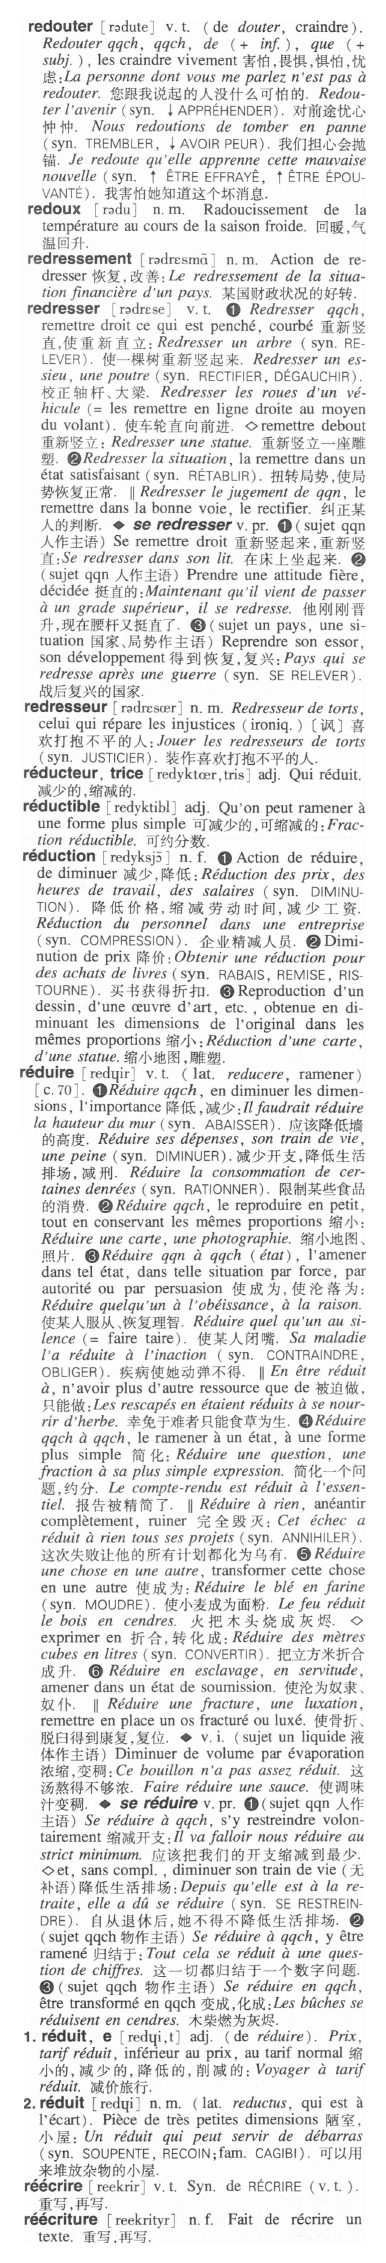 redouter [rədute] v. t. (de douter, craindre).
Redouter qqch, qqch, de (+ inf.), que (+
subj.), les craindre vivement 害怕,畏惧,惧怕,忧
虑:La personne dont vous me parlez n'est pas à
redouter. 您跟我说起的人没什么可怕的. Redou-
ter l'avenir (syn. ↓APPRÉHENDER). 对前途忧心
忡忡. Nous redoutions de tomber en panne
(syn. TREMBLER, ↓AVOIR PEUR). 我们担心会抛
锚. Je redoute qu'elle apprenne cette mauvaise
nouvelle (syn. ↑ ÊTRE EFFRAYÉ, ↑ ÊTRE ÉPOU-
VANTÉ). 我害怕她知道这个坏消息.
redoux [rədu] n. m. Radoucissement de la
température au cours de la saison froide. 回暖,气
温回升.
redressement [rədrɛsmɑ̃] n. m. Action de re-
dresser 恢复,改善:Le redressement de la situa-
tion financière d'un pays. 某国财政状况的好转.
redresser [rədrɛse] v. t. ❶ Redresser qqch,
remettre droit ce qui est penché, courbé 重新竖
直,使重新直立:Redresser un arbre (syn. RE-
LEVER). 使一棵树重新竖起来. Redresser un es-
sieu, une poutre (syn. RECTIFIER, DÉGAUCHIR).
校正轴杆、大梁. Redresser les roues d'un vé-
hicule (= les remettre en ligne droite au moyen
du volant). 使车轮直向前进. ◇remettre debout
重新竖立: Redresser une statue. 重新竖立一座雕
塑. ❷Redresser la situation, la remettre dans un
état satisfaisant (syn. RÉTABLIR). 扭转局势,使局
势恢复正常. ‖ Redresser le jugement de qqn, le
remettre dans la bonne voie, le rectifier. 纠正某
人的判断. ◆ se redresser v. pr. ❶(sujet qqn
人作主语) Se remettre droit 重新竖起来,重新竖
直:Se redresser dans son lit. 在床上坐起来. ❷
(sujet qqn 人作主语) Prendre une attitude fière,
décidée 挺直的:Maintenant qu'il vient de passer
à un grade supérieur, il se redresse. 他刚刚晋
升,现在腰杆又挺直了. ❸(sujet un pays, une si-
tuation 国家、局势作主语) Reprendre son essor,
son développement 得到恢复,复兴:Pays qui se
redresse après une guerre (syn. SE RELEVER).
战后复兴的国家.
redresseur [rədrɛsœr] n. m. Redresseur de torts,
celui qui répare les injustices (ironiq.) 〔讽〕喜
欢打抱不平的人:Jouer les redresseurs de torts
(syn. JUSTICIER). 装作喜欢打抱不平的人.
réducteur, trice [redyktœr,tris] adj. Qui réduit.
减少的,缩减的.
réductible [redyktibl] adj. Qu'on peut ramener à
une forme plus simple 可减少的,可缩减的:Frac-
tion réductible. 可约分数.
réduction [redyksjɔ̃] n. f. ❶ Action de réduire,
de diminuer 减少,降低:Réduction des prix, des
heures de travail, des salaires (syn. DIMINU-
TION). 降低价格,缩减劳动时间,减少工资.
Réduction du personnel dans une entreprise
(syn. COMPRESSION). 企业精减人员. ❷Dimi-
nution de prix 降价:Obtenir une réduction pour
des achats de livres (syn. RABAIS, REMISE, RIS-
TOURNE). 买书获得折扣. ❸Reproduction d'un
dessin, d'une œuvre d'art, etc., obtenue en di-
minuant les dimensions de l'original dans les
mêmes proportions 缩小:Réduction d'une carte,
d'une statue.缩小地图,雕塑.
réduire [redɥir] v. t. (lat. reducere, ramener)
[c. 70]. ❶Réduire qqch, en diminuer les dimen-
sions, l'importance 降低,减少:Il faudrait réduire
la hauteur du mur (syn. ABAISSER). 应该降低墙
的高度. Réduire ses dépenses, son train de vie,
une peine (syn. DIMINUER).减少开支,降低生活
排场,减刑. Réduire la consommation de cer-
taines denrées (syn. RATIONNER). 限制某些食品
的消费. ❷Réduire qqch, le reproduire en petit,
tout en conservant les mêmes proportions 缩小:
Réduire une carte, une photographie. 缩小地图、
照片. ❸Réduire qqn à qqch (état), l'amener
dans tel état, dans telle situation par force, par
autorité ou par persuasion 使成为,使沦落为:
Réduire quelqu'un à l'obéissance, à la raison.
使某人服从、恢复理智. Réduire quel qu'un au si-
lence (= faire taire). 使某人闭嘴. Sa maladie
l'a réduite à l'inaction (syn. CONTRAINDRE,
OBLIGER). 疾病使她动弹不得. ‖ En être réduit
à, n'avoir plus d'autre ressource que de 被迫做,
只能做:Les rescapés en étaient réduits à se nour-
rir d'herbe. 幸免于难者只能食草为生. ❹Réduire
qqch à qqch, le ramener à un état, à une forme
plus simple 简化: Réduire une question, une
fraction à sa plus simple expression. 简化一个问
题,约分. Le compte-rendu est réduit à l'essen-
tiel. 报告被精简了. ‖ Réduire à rien, anéantir
complètement, ruiner 完全毁灭: Cet échec a
réduit à rien tous ses projets (syn. ANNIHILER).
这次失败让他的所有计划都化为乌有. ❺Réduire
une chose en une autre, transformer cette chose
en une autre 使成为:Réduire le blé en farine
(syn. MOUDRE). 使小麦成为面粉. Le feu réduit
le bois en cendres. 火把木头烧成灰烬. ◇
exprimer en 折合,转化成:Réduire des mètres
cubes en litres (syn. CONVERTIR). 把立方米折合
成升. ❻ Réduire en esclavage, en servitude,
amener dans un état de soumission. 使沦为奴隶、
奴仆. ‖ Réduire une fracture, une luxation,
remettre en place un os fracturé ou luxé. 使骨折、
脱臼得到康复,复位. ◆ v. i. (sujet un liquide 液
体作主语) Diminuer de volume par évaporation
浓缩,变稠:Ce bouillon n'a pas assez réduit. 这
汤熬得不够浓. Faire réduire une sauce. 使调味
汁变稠. ◆ se réduire v. pr. ❶(sujet qqn 人作
主语) Se réduire à qqch, s'y restreindre volon-
tairement 缩减开支:Il va falloir nous réduire au
strict minimum. 应该把我们的开支缩减到最少.
◇et, sans compl., diminuer son train de vie (无
补语)降低生活排场:Depuis qu'elle est à la re-
traite, elle a dû se réduire (syn. SE RESTREIN-
DRE). 自从退休后,她不得不降低生活排场. ❷
(sujet qqch 物作主语) Se réduire à qqch, y être
ramené 归结于:Tout cela se réduit à une ques-
tion de chiffres. 这一切都归结于一个数字问题.
❸(sujet qqch 物作主语) Se réduire en qqch,
être transformé en qqch 变成,化成:Les bûches se
réduisent en cendres. 木柴燃为灰烬.
1. réduit, e [redɥi,t] adj. (de réduire). Prix,
tarif réduit, inférieur au prix, au tarif normal 缩
小的,减少的,降低的,削减的:Voyager à tarif
réduit. 减价旅行.
2. réduit [redɥi] n. m. (lat. reductus, qui est à
l'écart). Pièce de très petites dimensions 陋室,
小屋: Un réduit qui peut servir de débarras
(syn. SOUPENTE, RECOIN;fam. CAGIBI). 可以用
来堆放杂物的小屋.
réécrire [reekrir] v. t. Syn. de RÉCRIRE (v. t.).
重写,再写.
réécriture [reekrityr] n. f. Fait de récrire un
texte. 重写,再写.